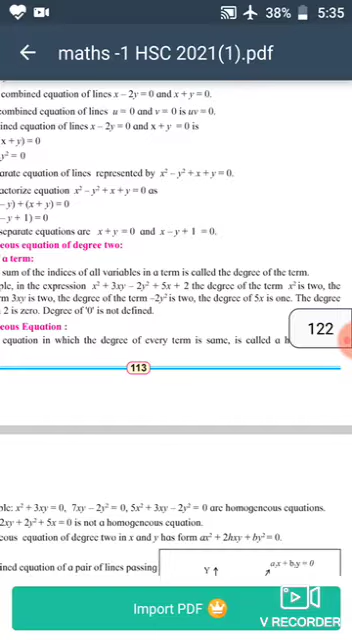 38% 5:35
maths -1 HSC 2021(1).pdf
combined equation of lines x – 2y = 0 and x + y = 0.
combined equation of lines u = 0 and v = 0 is uv = 0.
ined equation of lines x – 2y = 0 and x + y = 0 is
x + y) = 0
y² = 0
arate equation of lines represented by x² – y² + x + y = 0.
actorize equation x² – y² + x + y = 0 as
– y) + (x + y) = 0
– y + 1) = 0
separate equations are x + y = 0 and x – y + 1 = 0.
eous equation of degree two:
a term:
sum of the indices of all variables in a term is called the degree of the term.
ple, in the expression x² + 3xy – 2y² + 5x + 2 the degree of the term x² is two, the
rm 3xy is two, the degree of the term –2y² is two, the degree of 5x is one. The degree
2 is zero. Degree of '0' is not defined.
eous Equation :
equation in which the degree of every term is same, is called a h
122
113
ple: x² + 3xy = 0, 7xy – 2y² = 0, 5x² + 3xy – 2y² = 0 are homogeneous equations.
2xy + 2y² + 5x = 0 is not a homogeneous equation.
eous equation of degree two in x and y has form ax² + 2hxy + by² = 0.
ined equation of a pair of lines passing
Y
a₁x + b₁y = 0
Import PDF
V RECORDER